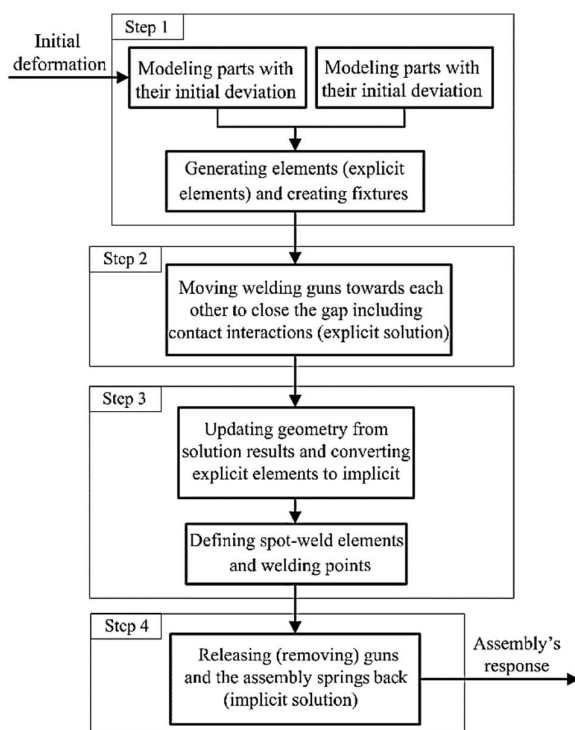 Step 1
Initial
deformation
Modeling parts with
their initial deviation
Modeling parts with
their initial deviation
Generating elements (explicit
elements) and creating fixtures
Step 2
Moving welding guns towards each
other to close the gap including
contact interactions (explicit solution)
Step 3
Updating geometry from
solution results and converting
explicit elements to implicit
Defining spot-weld elements
and welding points
Step 4
Releasing (removing) guns
and the assembly springs back
(implicit solution)
Assembly's
response